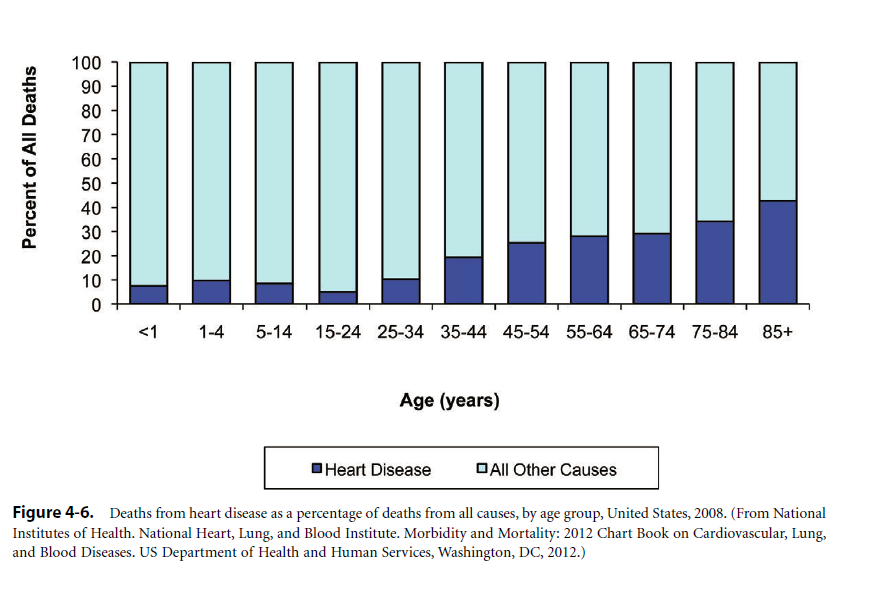 Percent of All Deaths
100
90
80
70
60
50
40
30
20
10
0
<1 1-4 5-14 15-24 25-34 35-44 45-54 55-64 65-74 75-84 85+
Age (years)
Heart Disease All Other Causes
Figure 4-6. Deaths from heart disease as a percentage of deaths from all causes, by age group, United States, 2008. (From National
Institutes of Health. National Heart, Lung, and Blood Institute. Morbidity and Mortality: 2012 Chart Book on Cardiovascular, Lung,
and Blood Diseases. US Department of Health and Human Services, Washington, DC, 2012.)